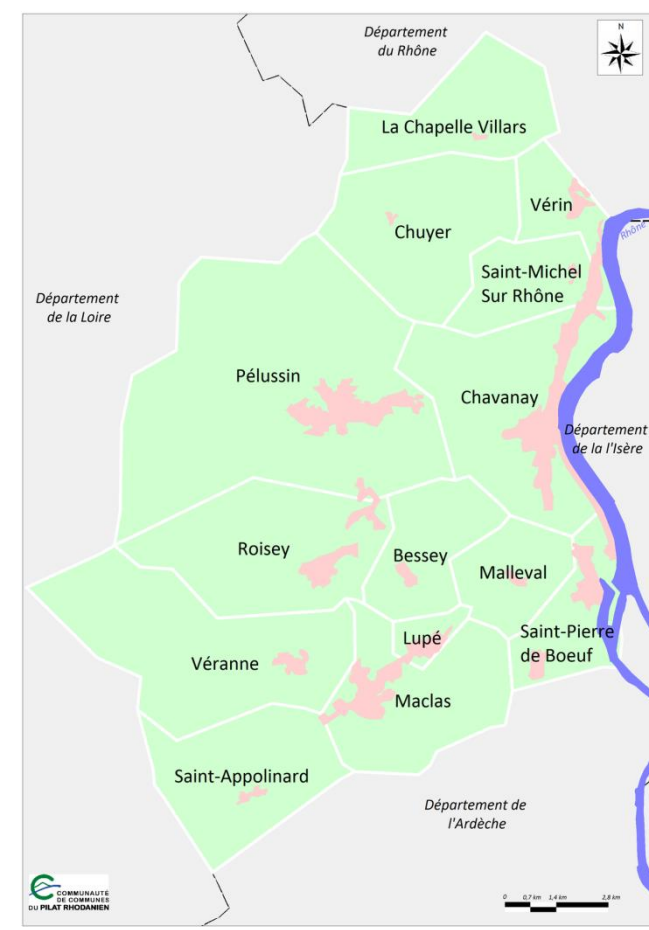 Département
du Rhône
N
La Chapelle Villars
Vérin
Rhône
Chuyer
Saint-Michel
Sur Rhône
Département
de la Loire
Pélussin
Chavanay
Département
de la l'Isère
Roisey
Bessey
Malleval
Saint-Pierre
de Boeuf
Lupé
Véranne
Maclas
Saint-Appolinard
Département de
l'Ardèche
COMMUNAUTÉ
DE COMMUNES
DU PILAT RHODANIEN
0 0,7 km 1,4 km 2,8 km